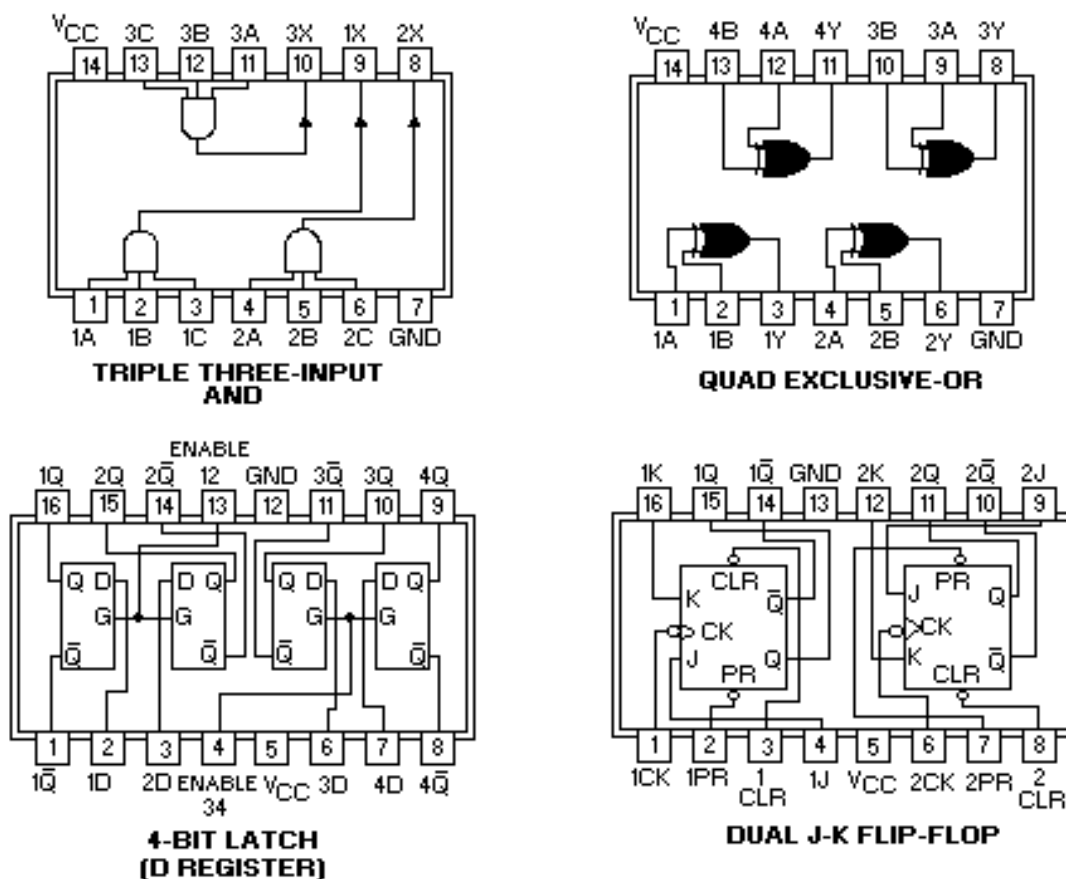 VCC 3C 3B 3A 3X 1X 2X
14 13 12 11 10 9 8
1 2 3 4 5 6 7
1A 1B 1C 2A 2B 2C GND
TRIPLE THREE-INPUT
AND
VCC 4B 4A 4Y 3B 3A 3Y
14 13 12 11 10 9 8
1 2 3 4 5 6 7
1A 1B 1Y 2A 2B 2Y GND
QUAD EXCLUSIVE-OR
ENABLE
1Q 2Q 2Q̅ 12 GND 3Q̅ 3Q 4Q
16 15 14 13 12 11 10 9
Q D D Q Q D D Q
G G G G
Q̅ Q̅ Q̅ Q̅
1 2 3 4 5 6 7 8
1Q̅ 1D 2D ENABLE VCC 3D 4D 4Q̅
34
4-BIT LATCH
(D REGISTER)
1K 1Q 1Q̅ GND 2K 2Q 2Q̅ 2J
16 15 14 13 12 11 10 9
CLR PR
K Q̅ J Q
CK CK
J Q K Q̅
PR CLR
1 2 3 4 5 6 7 8
1CK 1PR 1 1J VCC 2CK 2PR 2
CLR CLR
DUAL J-K FLIP-FLOP